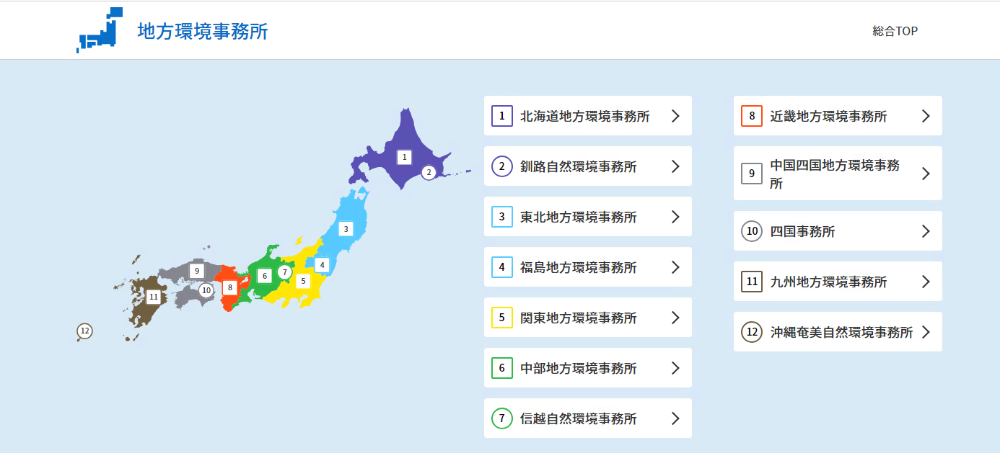 地方環境事務所
総合TOP
1
2
3
4
5
6
7
8
9
10
11
12
1 北海道地方環境事務所
2 釧路自然環境事務所
3 東北地方環境事務所
4 福島地方環境事務所
5 関東地方環境事務所
6 中部地方環境事務所
7 信越自然環境事務所
8 近畿地方環境事務所
9 中国四国地方環境事務
所
10 四国事務所
11 九州地方環境事務所
12 沖縄奄美自然環境事務所